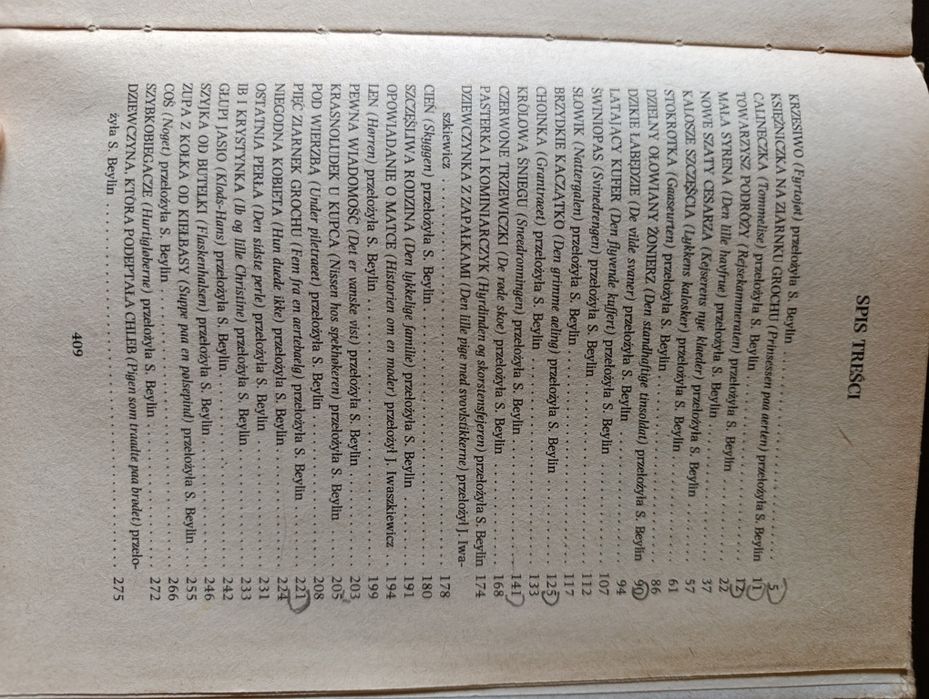 SPIS TREŚCI
KRZESIWO (Fyrtojøt) przełożyła S. Beylin . . . . . . . . . . . . . . . . . . . . 5
KSIĘŻNICZKA NA ZIARNKU GROCHU (Prinsessen paa aerten) przełożyła S. Beylin 11
CALINECZKA (Tommelise) przełożyła S. Beylin . . . . . . . . . . . . . . . . . . 12
TOWARZYSZ PODRÓŻY (Rejsekammeraten) przełożyła S. Beylin . . . . . . . . . . . 22
MAŁA SYRENA (Den lille havfrue) przełożyła S. Beylin . . . . . . . . . . . . . 37
NOWE SZATY CESARZA (Kejserens nye klaeder) przełożyła S. Beylin . . . . . . . . 57
KALOSZE SZCZĘŚCIA (Lykkens kalosker) przełożyła S. Beylin . . . . . . . . . . . 61
STOKROTKA (Gaaseurten) przełożyła S. Beylin . . . . . . . . . . . . . . . . . . 86
DZIELNY OŁOWIANY ŻOŁNIERZ (Den standhaftige tinsoldat) przełożyła S. Beylin 90
DZIKIE ŁABĘDZIE (De vilde svaner) przełożyła S. Beylin . . . . . . . . . . . . 94
LATAJĄCY KUFER (Den flyvende kuffert) przełożyła S. Beylin . . . . . . . . . . 107
ŚWINIOPAS (Svinedrengen) przełożyła S. Beylin . . . . . . . . . . . . . . . . . 112
SŁOWIK (Nattergalen) przełożyła S. Beylin . . . . . . . . . . . . . . . . . . . 117
BRZYDKIE KACZĄTKO (Den grimme aeling) przełożyła S. Beylin . . . . . . . . . . 125
CHOINKA (Grantraeet) przełożyła S. Beylin . . . . . . . . . . . . . . . . . . . 133
KRÓLOWA ŚNIEGU (Sneedronningen) przełożyła S. Beylin . . . . . . . . . . . . . 141
CZERWONE TRZEWICZKI (De røde skoe) przełożyła S. Beylin . . . . . . . . . . . . 168
PASTERKA I KOMINIARCZYK (Hyrdinden og skorstensfejeren) przełożyła S. Beylin 174
DZIEWCZYNKA Z ZAPAŁKAMI (Den lille pige mad svovlstikkerne) przełożył J. Iwa-
szkiewicz . . . . . . . . . . . . . . . . . . . . . . . . . . . . . . . . . . . 178
CIEŃ (Skyggen) przełożyła S. Beylin . . . . . . . . . . . . . . . . . . . . . . 180
SZCZĘŚLIWA RODZINA (Den lykkelige familie) przełożyła S. Beylin . . . . . . . . 191
OPOWIADANIE O MATCE (Historien om en moder) przełożył J. Iwaszkiewicz . . . 194
LEN (Hørren) przełożyła S. Beylin . . . . . . . . . . . . . . . . . . . . . . . 199
PEWNA WIADOMOŚĆ (Det er vanske vist) przełożyła S. Beylin . . . . . . . . . . . 203
KRASNOLUDEK U KUPCA (Nissen hos spekhøkeren) przełożyła S. Beylin . . . . . . . 205
POD WIERZBĄ (Under piletraeet) przełożyła S. Beylin . . . . . . . . . . . . . . 208
PIĘĆ ZIARNEK GROCHU (Fem fra en aertebaelg) przełożyła S. Beylin . . . . . . . 221
NIEGODNA KOBIETA (Hun duede ikke) przełożyła S. Beylin . . . . . . . . . . . . 224
OSTATNIA PERŁA (Den sidste perle) przełożyła S. Beylin . . . . . . . . . . . . 231
IB I KRYSTYNKA (Ib og lille Christine) przełożyła S. Beylin . . . . . . . . . . 233
GŁUPI JASIO (Klods-Hans) przełożyła S. Beylin . . . . . . . . . . . . . . . . . 242
SZYJKA OD BUTELKI (Flaskenhalsen) przełożyła S. Beylin . . . . . . . . . . . . 246
ZUPA Z KOŁKA OD KIEŁBASY (Suppe paa en pølsepind) przełożyła S. Beylin . . . 255
COŚ (Noget) przełożyła S. Beylin . . . . . . . . . . . . . . . . . . . . . . . 266
SZYBKOBIEGACZE (Hurtigløberne) przełożyła S. Beylin . . . . . . . . . . . . . . 272
DZIEWCZYNA, KTÓRA PODEPTAŁA CHLEB (Pigen som traadte paa brødet) przeło-
żyła S. Beylin . . . . . . . . . . . . . . . . . . . . . . . . . . . . . . . . 275
409